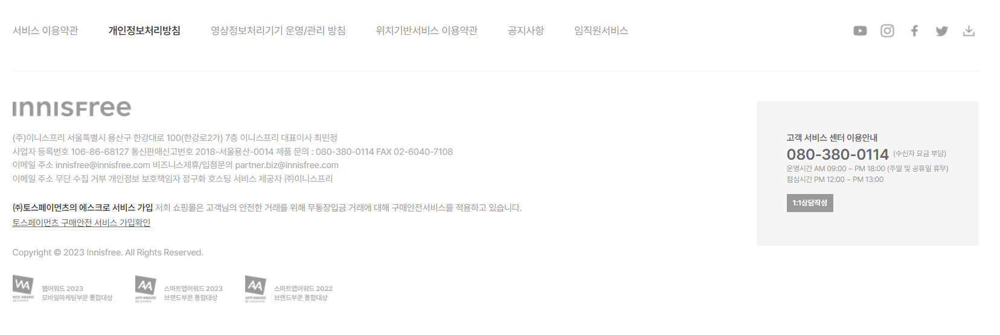 서비스 이용약관 개인정보처리방침 영상정보처리기기 운영/관리 방침 위치기반서비스 이용약관 공지사항 임직원서비스
innisfree
(주)이니스프리 서울특별시 용산구 한강대로 100(한강로2가) 7층 이니스프리 대표이사 최민정
사업자 등록번호 106-86-68127 통신판매신고번호 2018-서울용산-0014 제품 문의 : 080-380-0114 FAX 02-6040-7108
이메일 주소 innisfree@innisfree.com 비즈니스제휴/입점문의 partner.biz@innisfree.com
이메일 주소 무단 수집 거부 개인정보 보호책임자 정구화 호스팅 서비스 제공자 ㈜이니스프리
㈜토스페이먼츠의 에스크로 서비스 가입 저희 쇼핑몰은 고객님의 안전한 거래를 위해 무통장입금 거래에 대해 구매안전서비스를 적용하고 있습니다.
토스페이먼츠 구매안전 서비스 가입확인
Copyright © 2023 Innisfree. All Rights Reserved.
WA
WEB AWARD
웹어워드 2023
모바일마케팅부문 통합대상
AA
APP AWARD
스마트앱어워드 2023
브랜드부문 통합대상
AA
APP AWARD
스마트앱어워드 2022
브랜드부문 통합대상
고객 서비스 센터 이용안내
080-380-0114 (수신자 요금 부담)
운영시간 AM 09:00 ~ PM 18:00 (주말 및 공휴일 휴무)
점심시간 PM 12:00 ~ PM 13:00
1:1상담작성